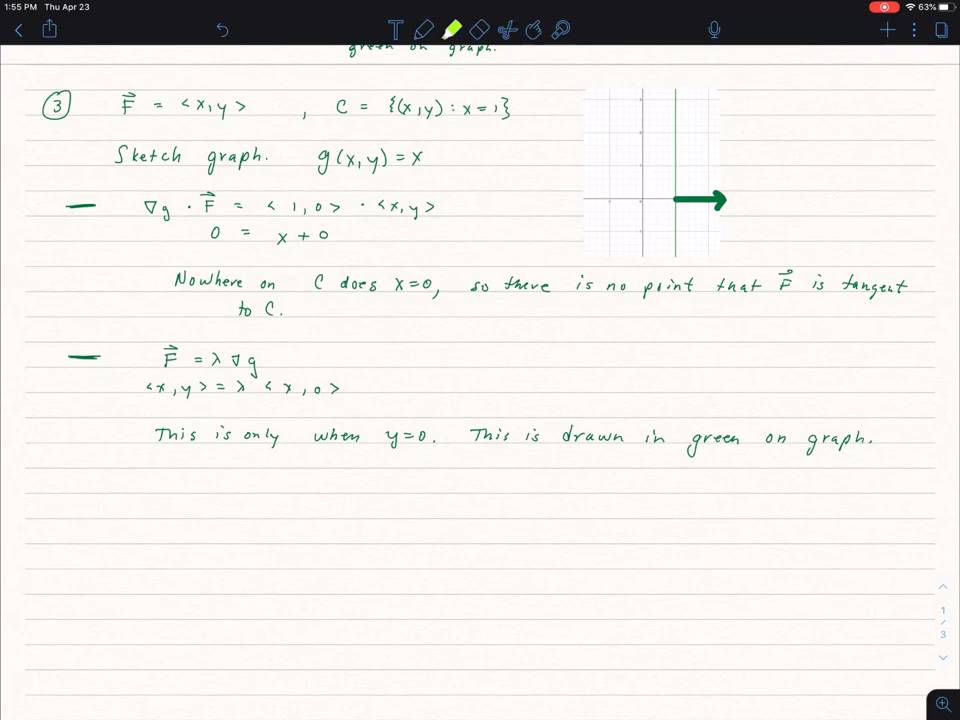 1:55 PM Thu Apr 23
63%
green on graph.
3 F⃗ = <x,y> , C = {(x,y) : x=1}
Sketch graph. g(x,y) = x
— ∇g · F⃗ = <1,0> · <x,y>
0 = x + 0
Nowhere on C does x=0, so there is no point that F⃗ is tangent
to C.
— F⃗ = λ ∇g
<x,y> = λ <x,0>
This is only when y=0. This is drawn in green on graph.
1
/
3